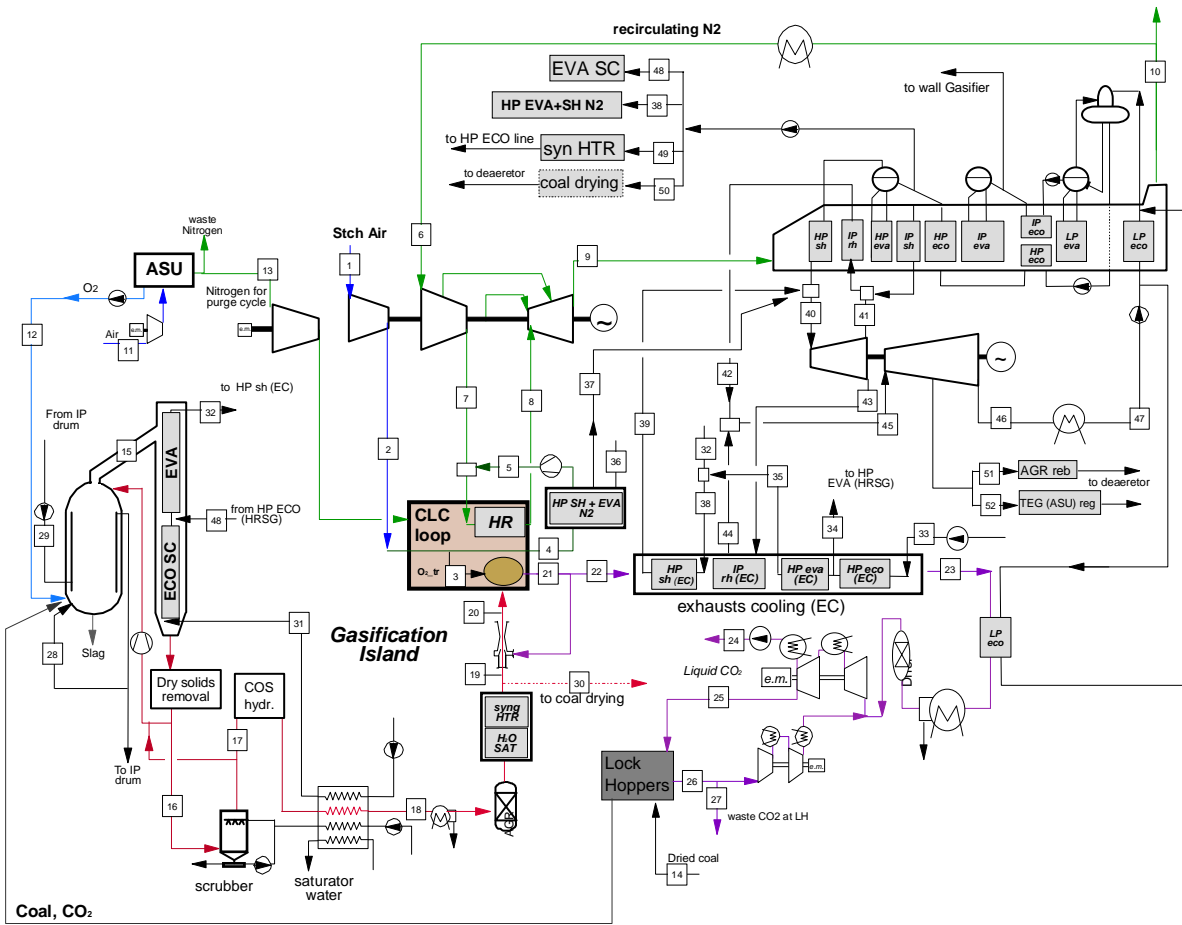 recirculating N2
EVA SC
48
10
to wall Gasifier
HP EVA+SH N2
38
to HP ECO line
syn HTR
49
to deaeretor
coal drying
50
waste
Nitrogen
6
Stch Air
1
9
HP
sh
IP
rh
HP
eva
IP
sh
HP
eco
IP
eva
IP
eco
HP
eco
LP
eva
LP
eco
ASU
13
O₂
Nitrogen for
purge cycle
12
e.m.
e.m.
Air
11
40
41
to HP sh (EC)
32
From IP
drum
15
EVA
37
42
43
7
8
39
45
46
47
2
32
5
36
35
to HP
EVA (HRSG)
51
AGR reb
to deaeretor
52
TEG (ASU) reg
from HP ECO
(HRSG)
48
HP SH + EVA
N2
38
CLC
loop
HR
29
34
33
44
4
ECO SC
O₂_tr
3
21
22
HP
sh (EC)
IP
rh (EC)
HP eva
(EC)
HP eco
(EC)
23
exhausts cooling (EC)
20
31
Gasification
Island
28
Slag
24
LP
eco
19
Liquid CO₂
e.m.
30
to coal drying
Dry solids
removal
COS
hydr.
25
syng
HTR
H₂O
SAT
17
Lock
Hoppers
e.m.
To IP
drum
26
16
18
27
AGR
waste CO2 at LH
scrubber
saturator
water
Dried coal
14
Coal, CO₂